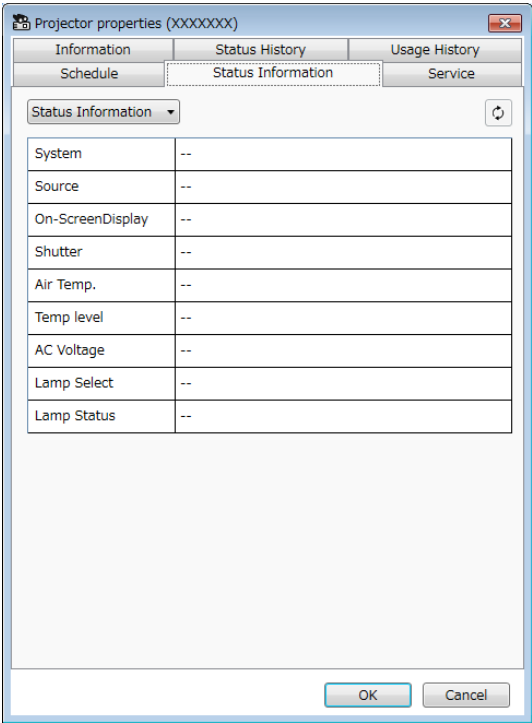 Projector properties (XXXXXXX)
Information Status History Usage History
Schedule Status Information Service
Status Information
System --
Source --
On-ScreenDisplay --
Shutter --
Air Temp. --
Temp level --
AC Voltage --
Lamp Select --
Lamp Status --
OK Cancel